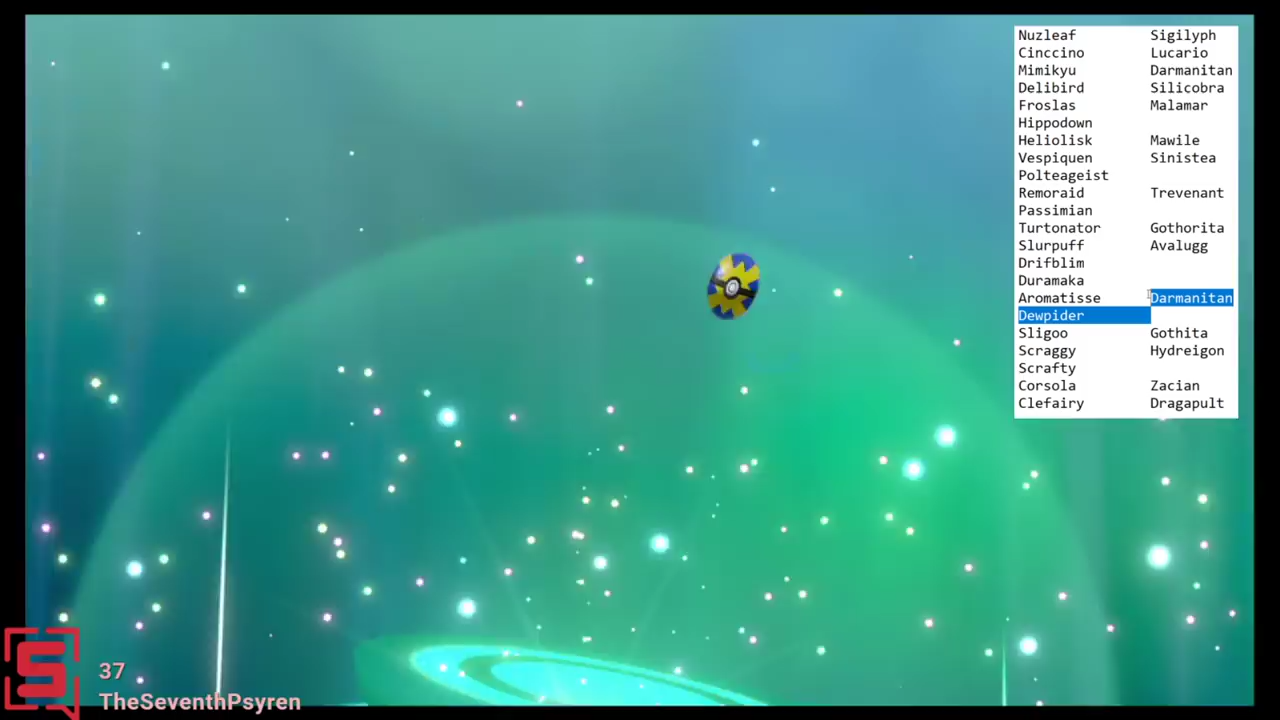 Nuzleaf Sigilyph
Cinccino Lucario
Mimikyu Darmanitan
Delibird Silicobra
Froslas Malamar
Hippodown
Heliolisk Mawile
Vespiquen Sinistea
Polteageist
Remoraid Trevenant
Passimian
Turtonator Gothorita
Slurpuff Avalugg
Drifblim
Duramaka
Aromatisse Darmanitan
Dewpider
Sligoo Gothita
Scraggy Hydreigon
Scrafty
Corsola Zacian
Clefairy Dragapult
S
37
TheSeventhPsyren